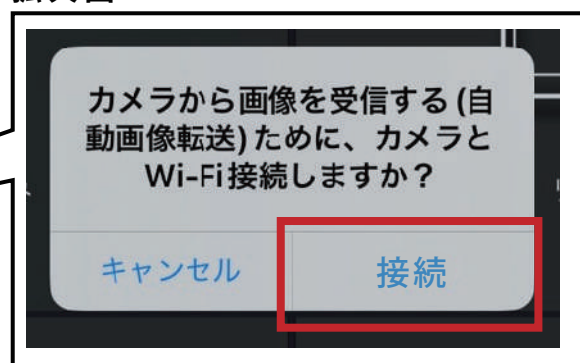 カメラから画像を受信する (自
動画像転送) ために、カメラと
Wi-Fi 接続しますか？
キャンセル
接続